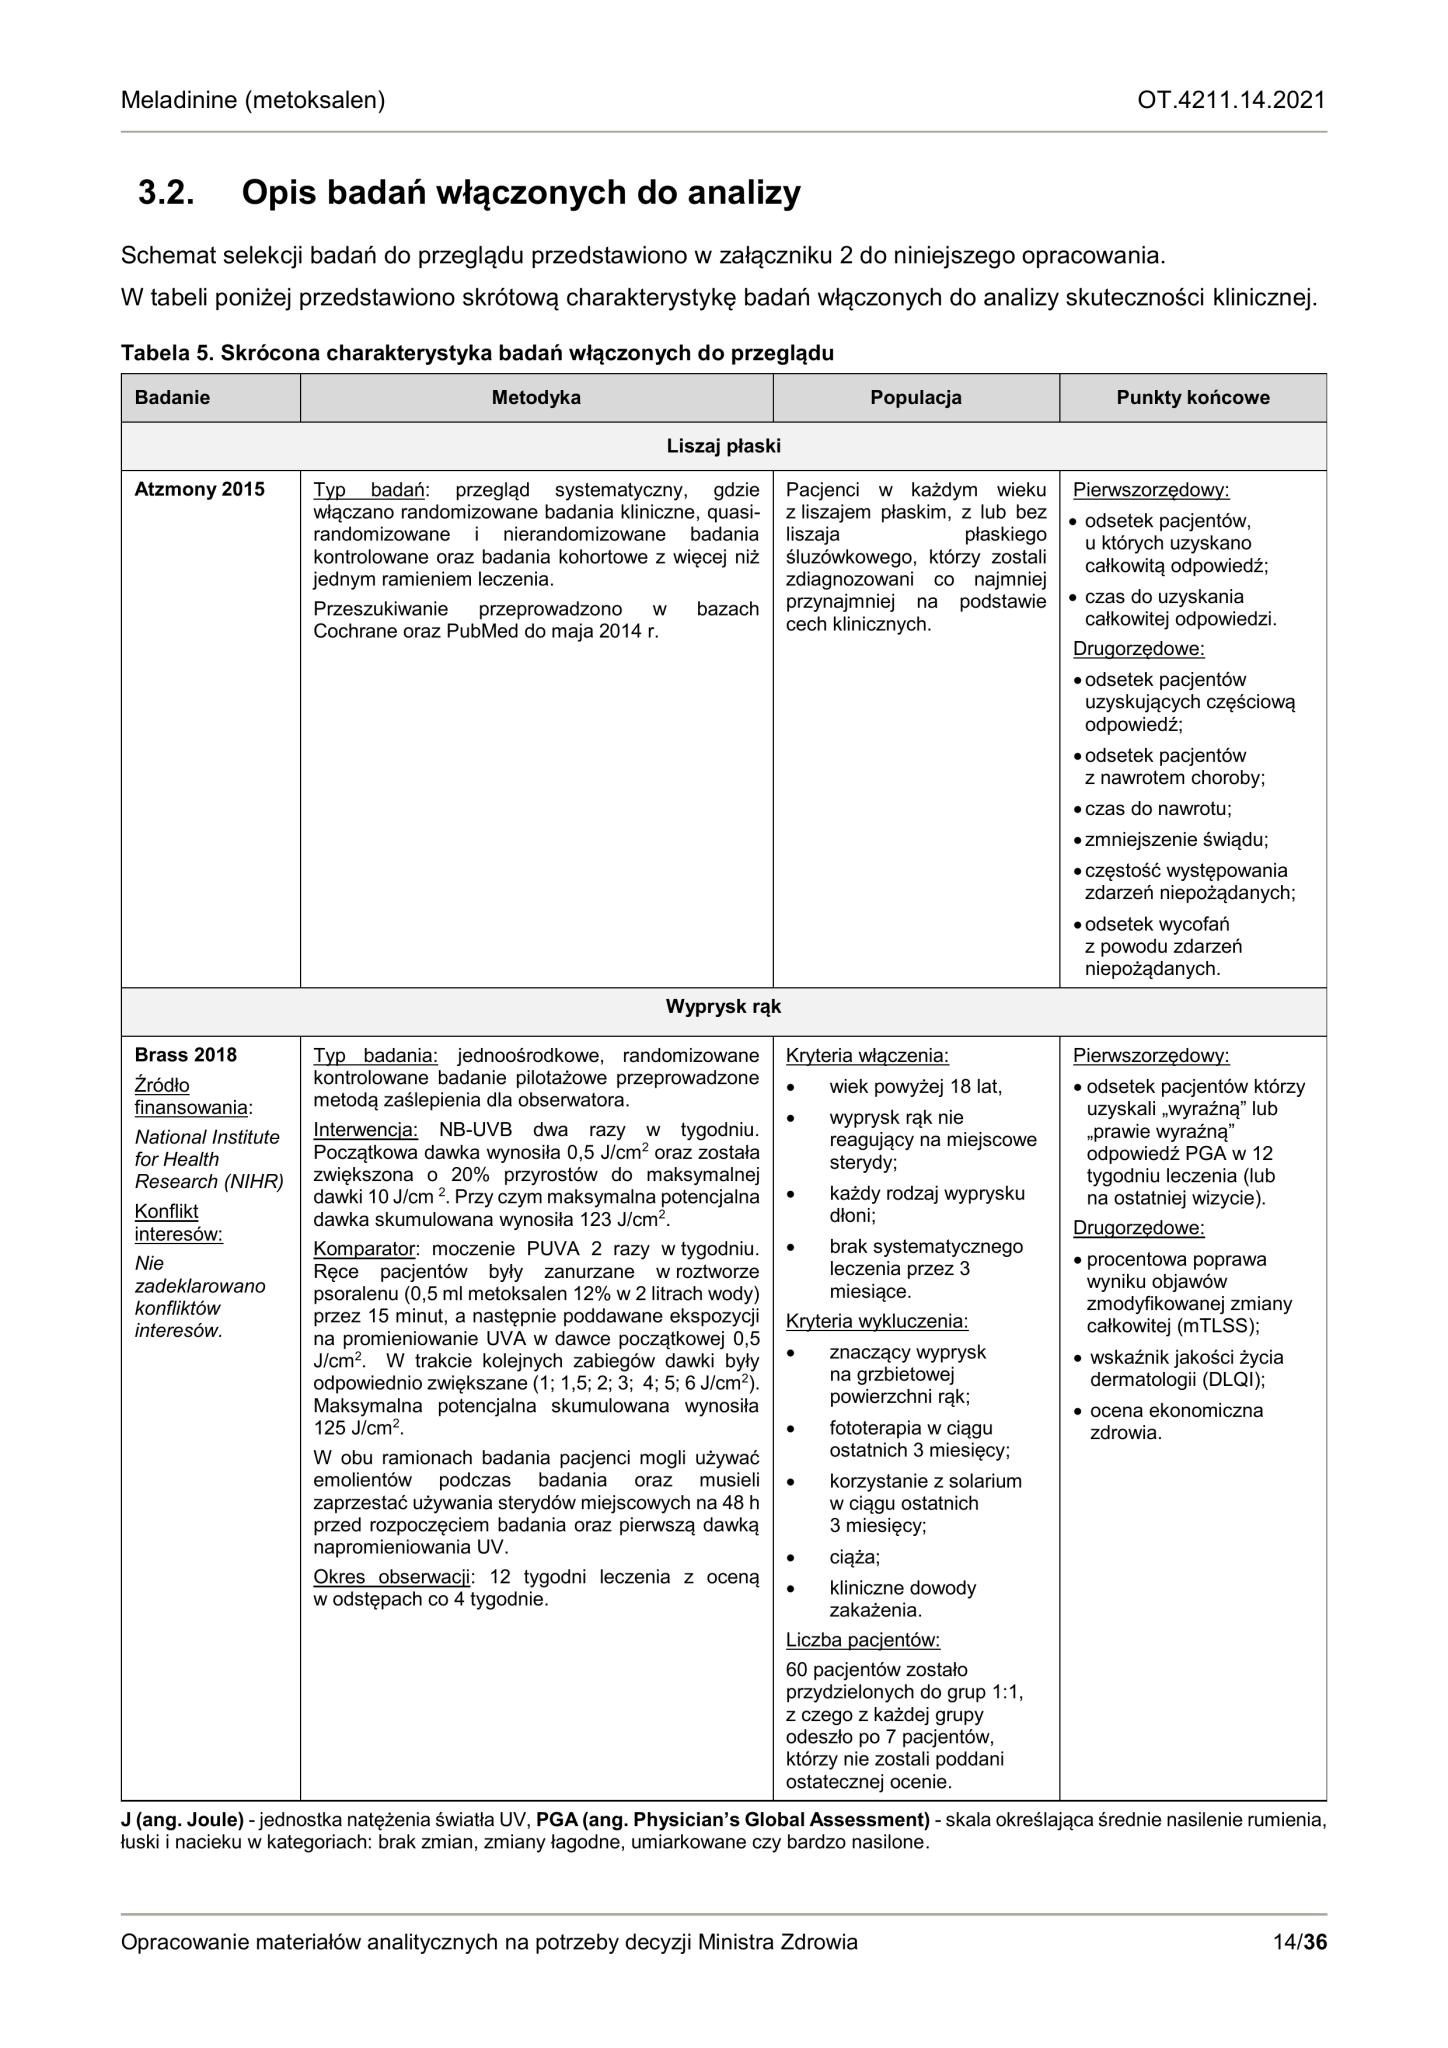 Meladinine (metoksalen)
OT.4211.14.2021
3.2. Opis badań włączonych do analizy
Schemat selekcji badań do przeglądu przedstawiono w załączniku 2 do niniejszego opracowania.
W tabeli poniżej przedstawiono skrótową charakterystykę badań włączonych do analizy skuteczności klinicznej.
Tabela 5. Skrócona charakterystyka badań włączonych do przeglądu
Badanie
Metodyka
Populacja
Punkty końcowe
Liszaj płaski
Atzmony 2015
Typ badań: przegląd systematyczny, gdzie
włączano randomizowane badania kliniczne, quasi-
randomizowane i nierandomizowane badania
kontrolowane oraz badania kohortowe z więcej niż
jednym ramieniem leczenia.
Przeszukiwanie przeprowadzono w bazach
Cochrane oraz PubMed do maja 2014 r.
Pacjenci w każdym wieku
z liszajem płaskim, z lub bez
liszaja płaskiego
śluzówkowego, którzy zostali
zdiagnozowani co najmniej
przynajmniej na podstawie
cech klinicznych.
Pierwszorzędowy:
• odsetek pacjentów,
u których uzyskano
całkowitą odpowiedź;
• czas do uzyskania
całkowitej odpowiedzi.
Drugorzędowe:
• odsetek pacjentów
uzyskujących częściową
odpowiedź;
• odsetek pacjentów
z nawrotem choroby;
• czas do nawrotu;
• zmniejszenie świądu;
• częstość występowania
zdarzeń niepożądanych;
• odsetek wycofań
z powodu zdarzeń
niepożądanych.
Wyprysk rąk
Brass 2018
Źródło
finansowania:
National Institute
for Health
Research (NIHR)
Konflikt
interesów:
Nie
zadeklarowano
konfliktów
interesów.
Typ badania: jednoośrodkowe, randomizowane
kontrolowane badanie pilotażowe przeprowadzone
metodą zaślepienia dla obserwatora.
Interwencja: NB-UVB dwa razy w tygodniu.
Początkowa dawka wynosiła 0,5 J/cm² oraz została
zwiększona o 20% przyrostów do maksymalnej
dawki 10 J/cm ². Przy czym maksymalna potencjalna
dawka skumulowana wynosiła 123 J/cm².
Komparator: moczenie PUVA 2 razy w tygodniu.
Ręce pacjentów były zanurzane w roztworze
psoralenu (0,5 ml metoksalen 12% w 2 litrach wody)
przez 15 minut, a następnie poddawane ekspozycji
na promieniowanie UVA w dawce początkowej 0,5
J/cm². W trakcie kolejnych zabiegów dawki były
odpowiednio zwiększane (1; 1,5; 2; 3; 4; 5; 6 J/cm²).
Maksymalna potencjalna skumulowana wynosiła
125 J/cm².
W obu ramionach badania pacjenci mogli używać
emolientów podczas badania oraz musieli
zaprzestać używania sterydów miejscowych na 48 h
przed rozpoczęciem badania oraz pierwszą dawką
napromieniowania UV.
Okres obserwacji: 12 tygodni leczenia z oceną
w odstępach co 4 tygodnie.
Kryteria włączenia:
• wiek powyżej 18 lat,
• wyprysk rąk nie
reagujący na miejscowe
sterydy;
• każdy rodzaj wyprysku
dłoni;
• brak systematycznego
leczenia przez 3
miesiące.
Kryteria wykluczenia:
• znaczący wyprysk
na grzbietowej
powierzchni rąk;
• fototerapia w ciągu
ostatnich 3 miesięcy;
• korzystanie z solarium
w ciągu ostatnich
3 miesięcy;
• ciąża;
• kliniczne dowody
zakażenia.
Liczba pacjentów:
60 pacjentów zostało
przydzielonych do grup 1:1,
z czego z każdej grupy
odeszło po 7 pacjentów,
którzy nie zostali poddani
ostatecznej ocenie.
Pierwszorzędowy:
• odsetek pacjentów którzy
uzyskali „wyraźną” lub
„prawie wyraźną”
odpowiedź PGA w 12
tygodniu leczenia (lub
na ostatniej wizycie).
Drugorzędowe:
• procentowa poprawa
wyniku objawów
zmodyfikowanej zmiany
całkowitej (mTLSS);
• wskaźnik jakości życia
dermatologii (DLQI);
• ocena ekonomiczna
zdrowia.
J (ang. Joule) - jednostka natężenia światła UV, PGA (ang. Physician’s Global Assessment) - skala określająca średnie nasilenie rumienia,
łuski i nacieku w kategoriach: brak zmian, zmiany łagodne, umiarkowane czy bardzo nasilone.
Opracowanie materiałów analitycznych na potrzeby decyzji Ministra Zdrowia
14/36